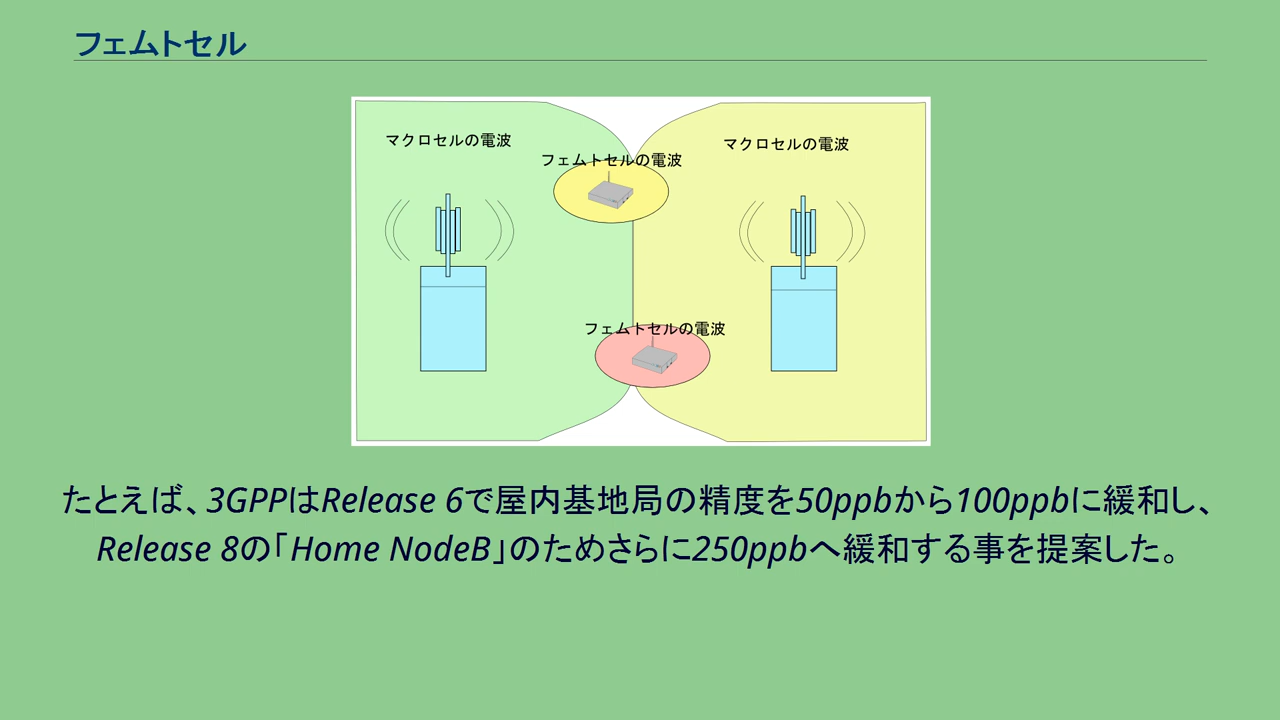 フェムトセル
マクロセルの電波
マクロセルの電波
フェムトセルの電波
フェムトセルの電波
たとえば、3GPPはRelease 6で屋内基地局の精度を50ppbから100ppbに緩和し、
Release 8の「Home NodeB」のためさらに250ppbへ緩和する事を提案した。